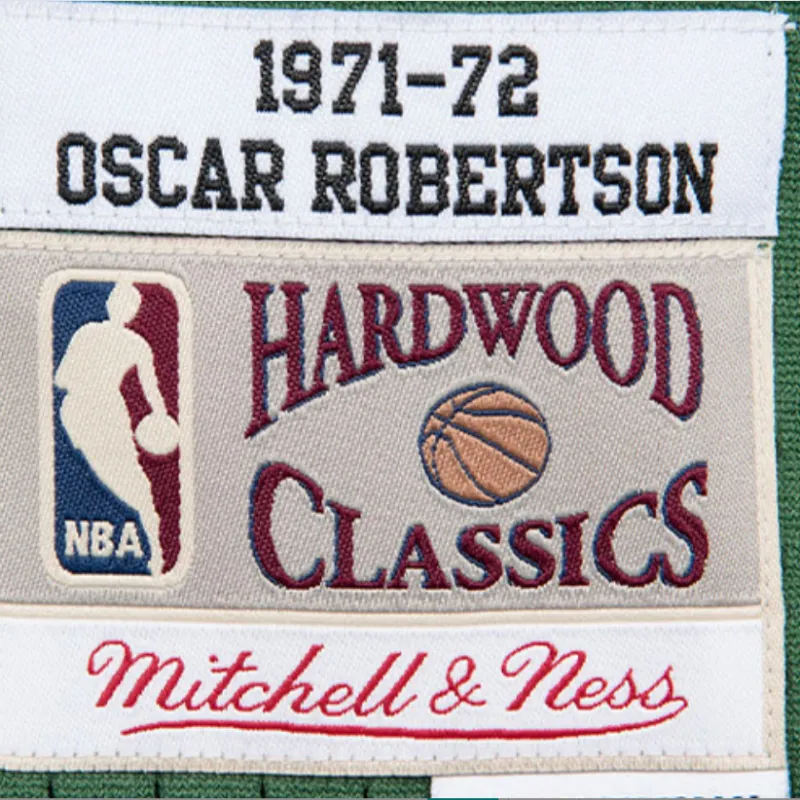 1971-72
OSCAR ROBERTSON
HARDWOOD
CLASSICS
NBA
Mitchell & Ness